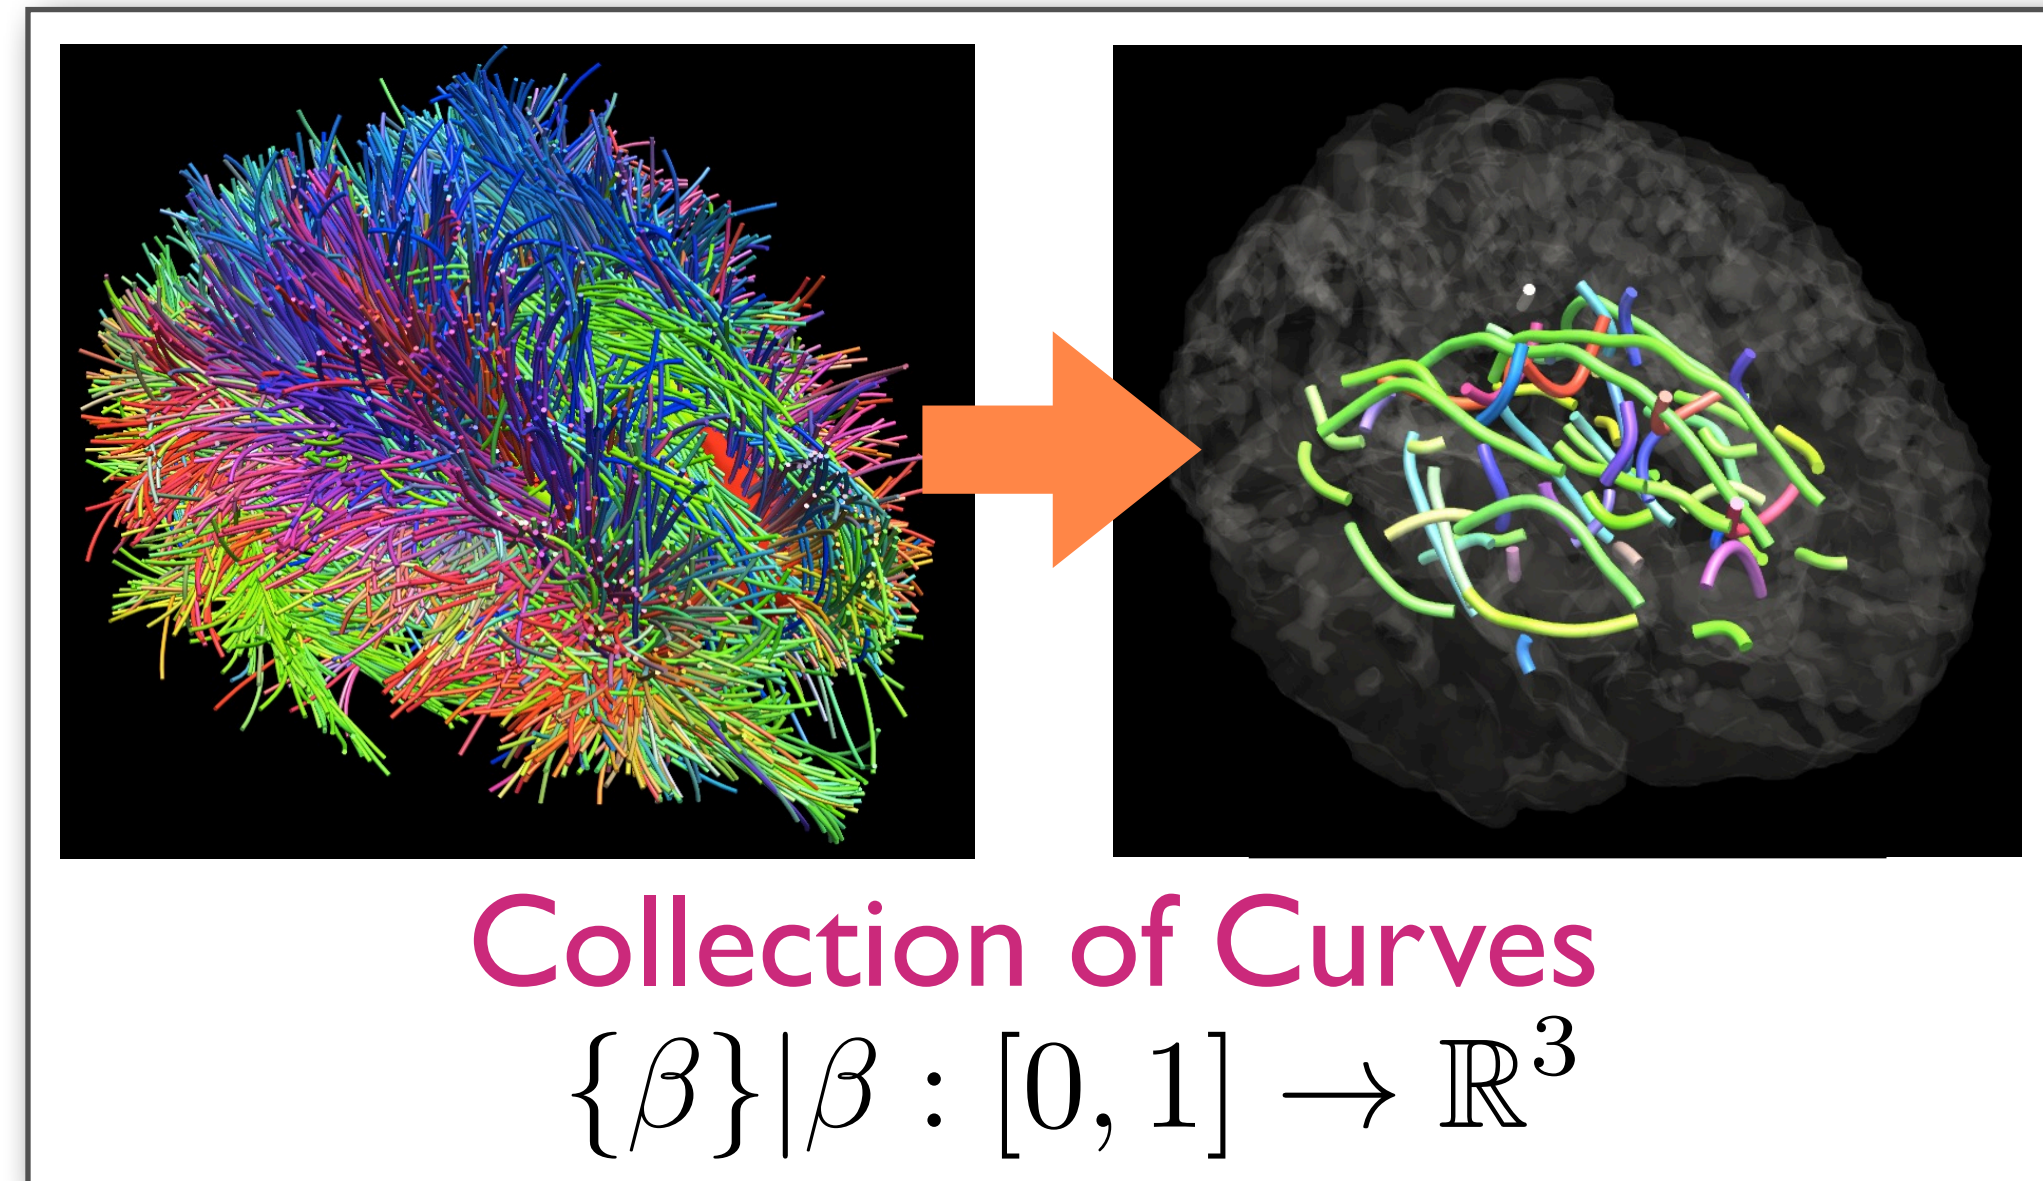 Collection of Curves
{β}|β : [0, 1] → ℝ³